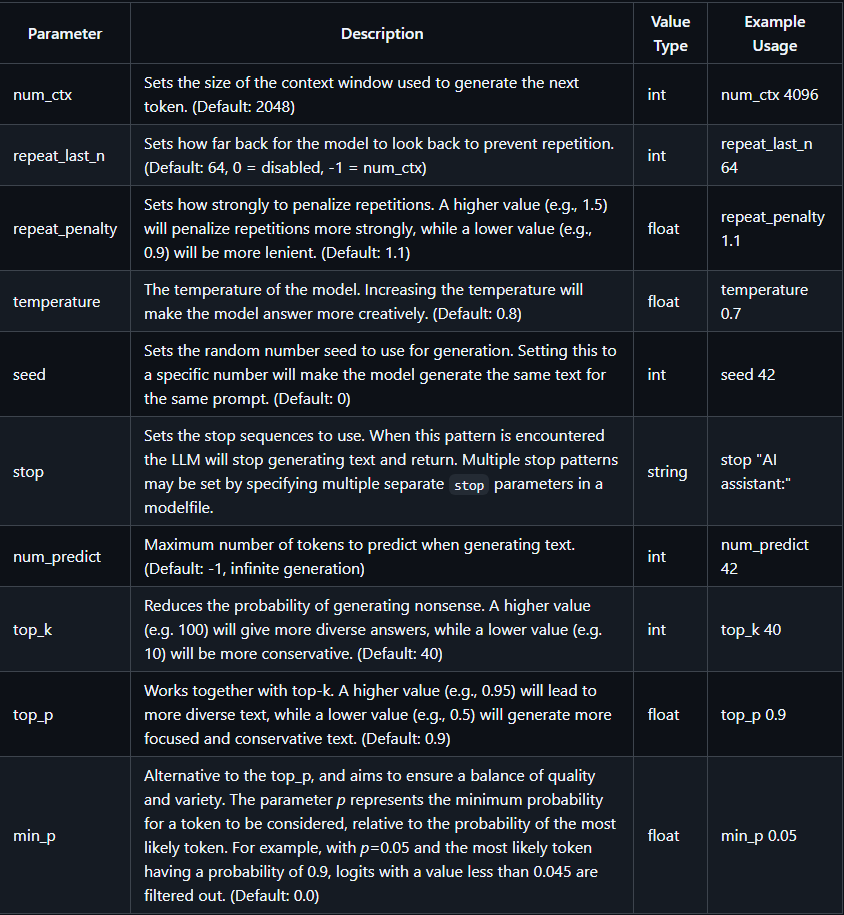 Parameter Description Value Type Example Usage
num_ctx
Sets the size of the context window used to generate the next
token. (Default: 2048)
int
num_ctx 4096
repeat_last_n
Sets how far back for the model to look back to prevent repetition.
(Default: 64, 0 = disabled, -1 = num_ctx)
int
repeat_last_n
64
repeat_penalty
Sets how strongly to penalize repetitions. A higher value (e.g., 1.5)
will penalize repetitions more strongly, while a lower value (e.g.,
0.9) will be more lenient. (Default: 1.1)
float
repeat_penalty
1.1
temperature
The temperature of the model. Increasing the temperature will
make the model answer more creatively. (Default: 0.8)
float
temperature
0.7
seed
Sets the random number seed to use for generation. Setting this to
a specific number will make the model generate the same text for
the same prompt. (Default: 0)
int
seed 42
stop
Sets the stop sequences to use. When this pattern is encountered
the LLM will stop generating text and return. Multiple stop patterns
may be set by specifying multiple separate stop parameters in a
modelfile.
string
stop "AI
assistant:"
num_predict
Maximum number of tokens to predict when generating text.
(Default: -1, infinite generation)
int
num_predict
42
top_k
Reduces the probability of generating nonsense. A higher value
(e.g. 100) will give more diverse answers, while a lower value (e.g.
10) will be more conservative. (Default: 40)
int
top_k 40
top_p
Works together with top-k. A higher value (e.g., 0.95) will lead to
more diverse text, while a lower value (e.g., 0.5) will generate more
focused and conservative text. (Default: 0.9)
float
top_p 0.9
min_p
Alternative to the top_p, and aims to ensure a balance of quality
and variety. The parameter p represents the minimum probability
for a token to be considered, relative to the probability of the most
likely token. For example, with p=0.05 and the most likely token
having a probability of 0.9, logits with a value less than 0.045 are
filtered out. (Default: 0.0)
float
min_p 0.05